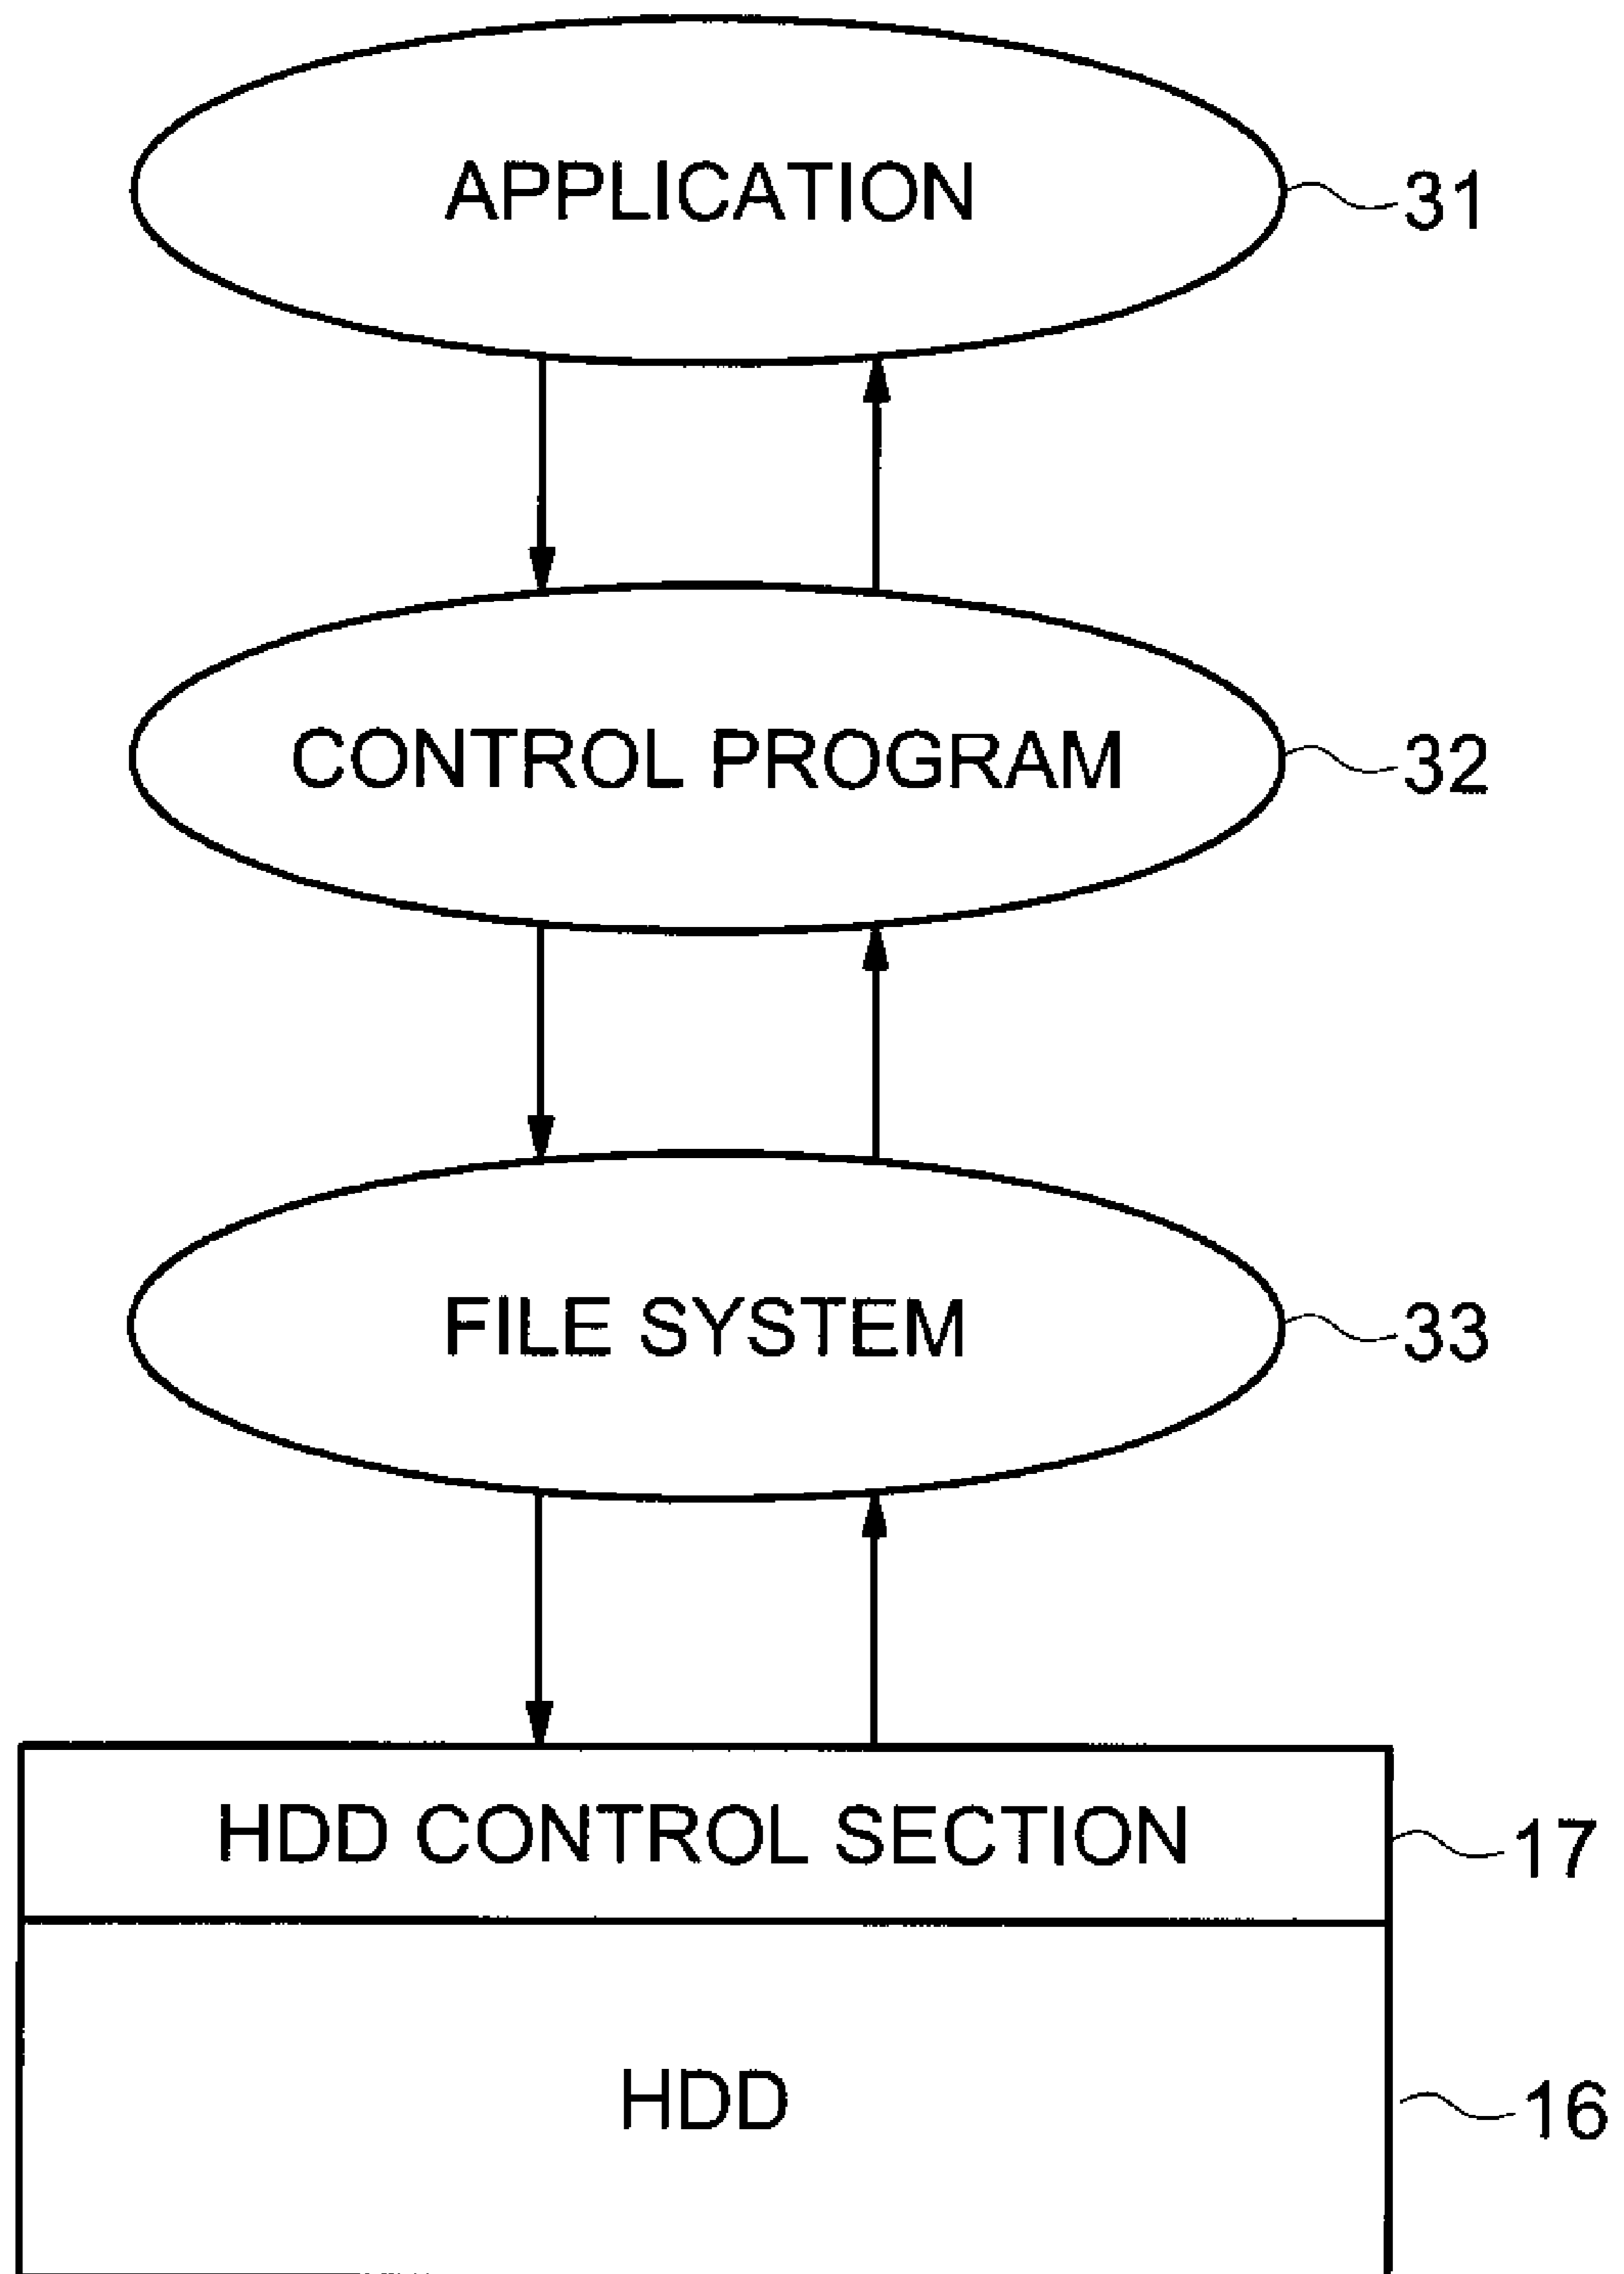 APPLICATION
31
CONTROL PROGRAM
32
FILE SYSTEM
33
HDD CONTROL SECTION
17
HDD
16